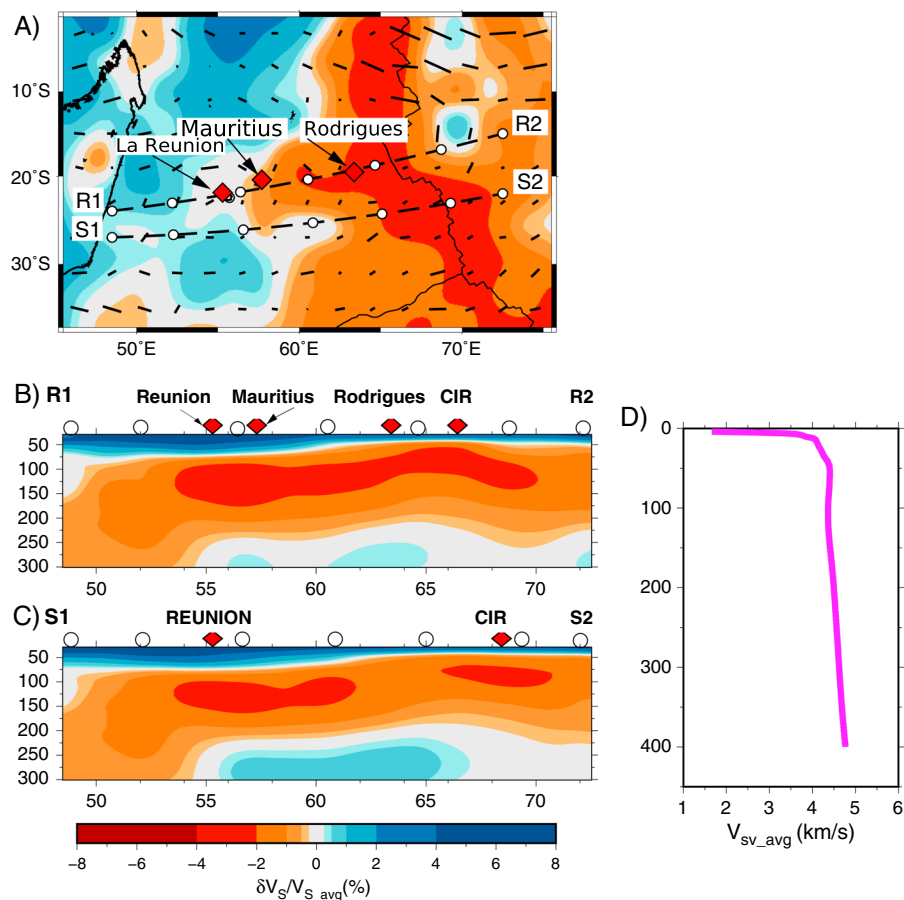 A)
10°S
20°S
30°S
Mauritius
Rodrigues
La Reunion
R2
S2
R1
S1
50°E
60°E
70°E
B) R1 Reunion Mauritius Rodrigues CIR R2
50
100
150
200
250
300
50 55 60 65 70
C) S1 REUNION CIR S2
50
100
150
200
250
300
50 55 60 65 70
−8 −6 −4 −2 0 2 4 6 8
δVS/VS_avg(%)
D)
0
100
200
300
400
1 2 3 4 5 6
Vsv_avg (km/s)